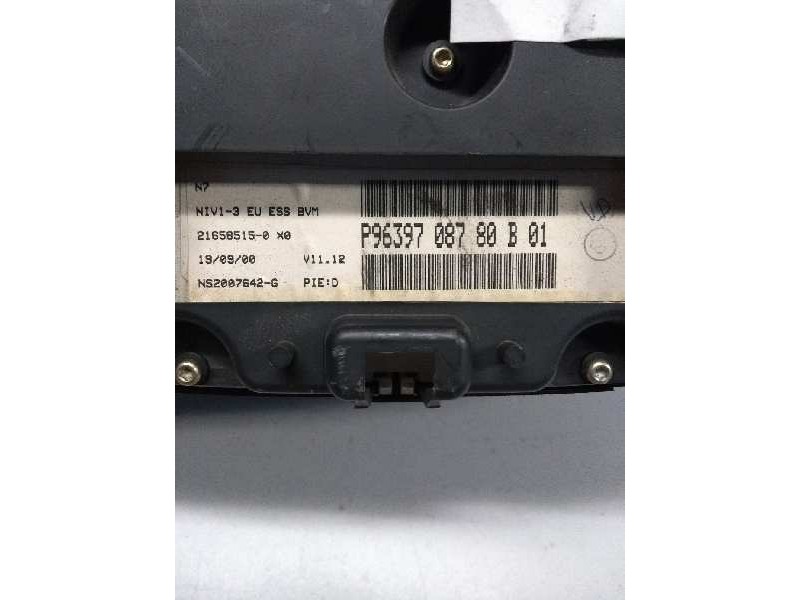 N7
NIV1-3 EU ESS BVM
21658515-0 X0
19/09/00 V11.12
NS2007642-G PIE:D
P96397 087 80 B 01